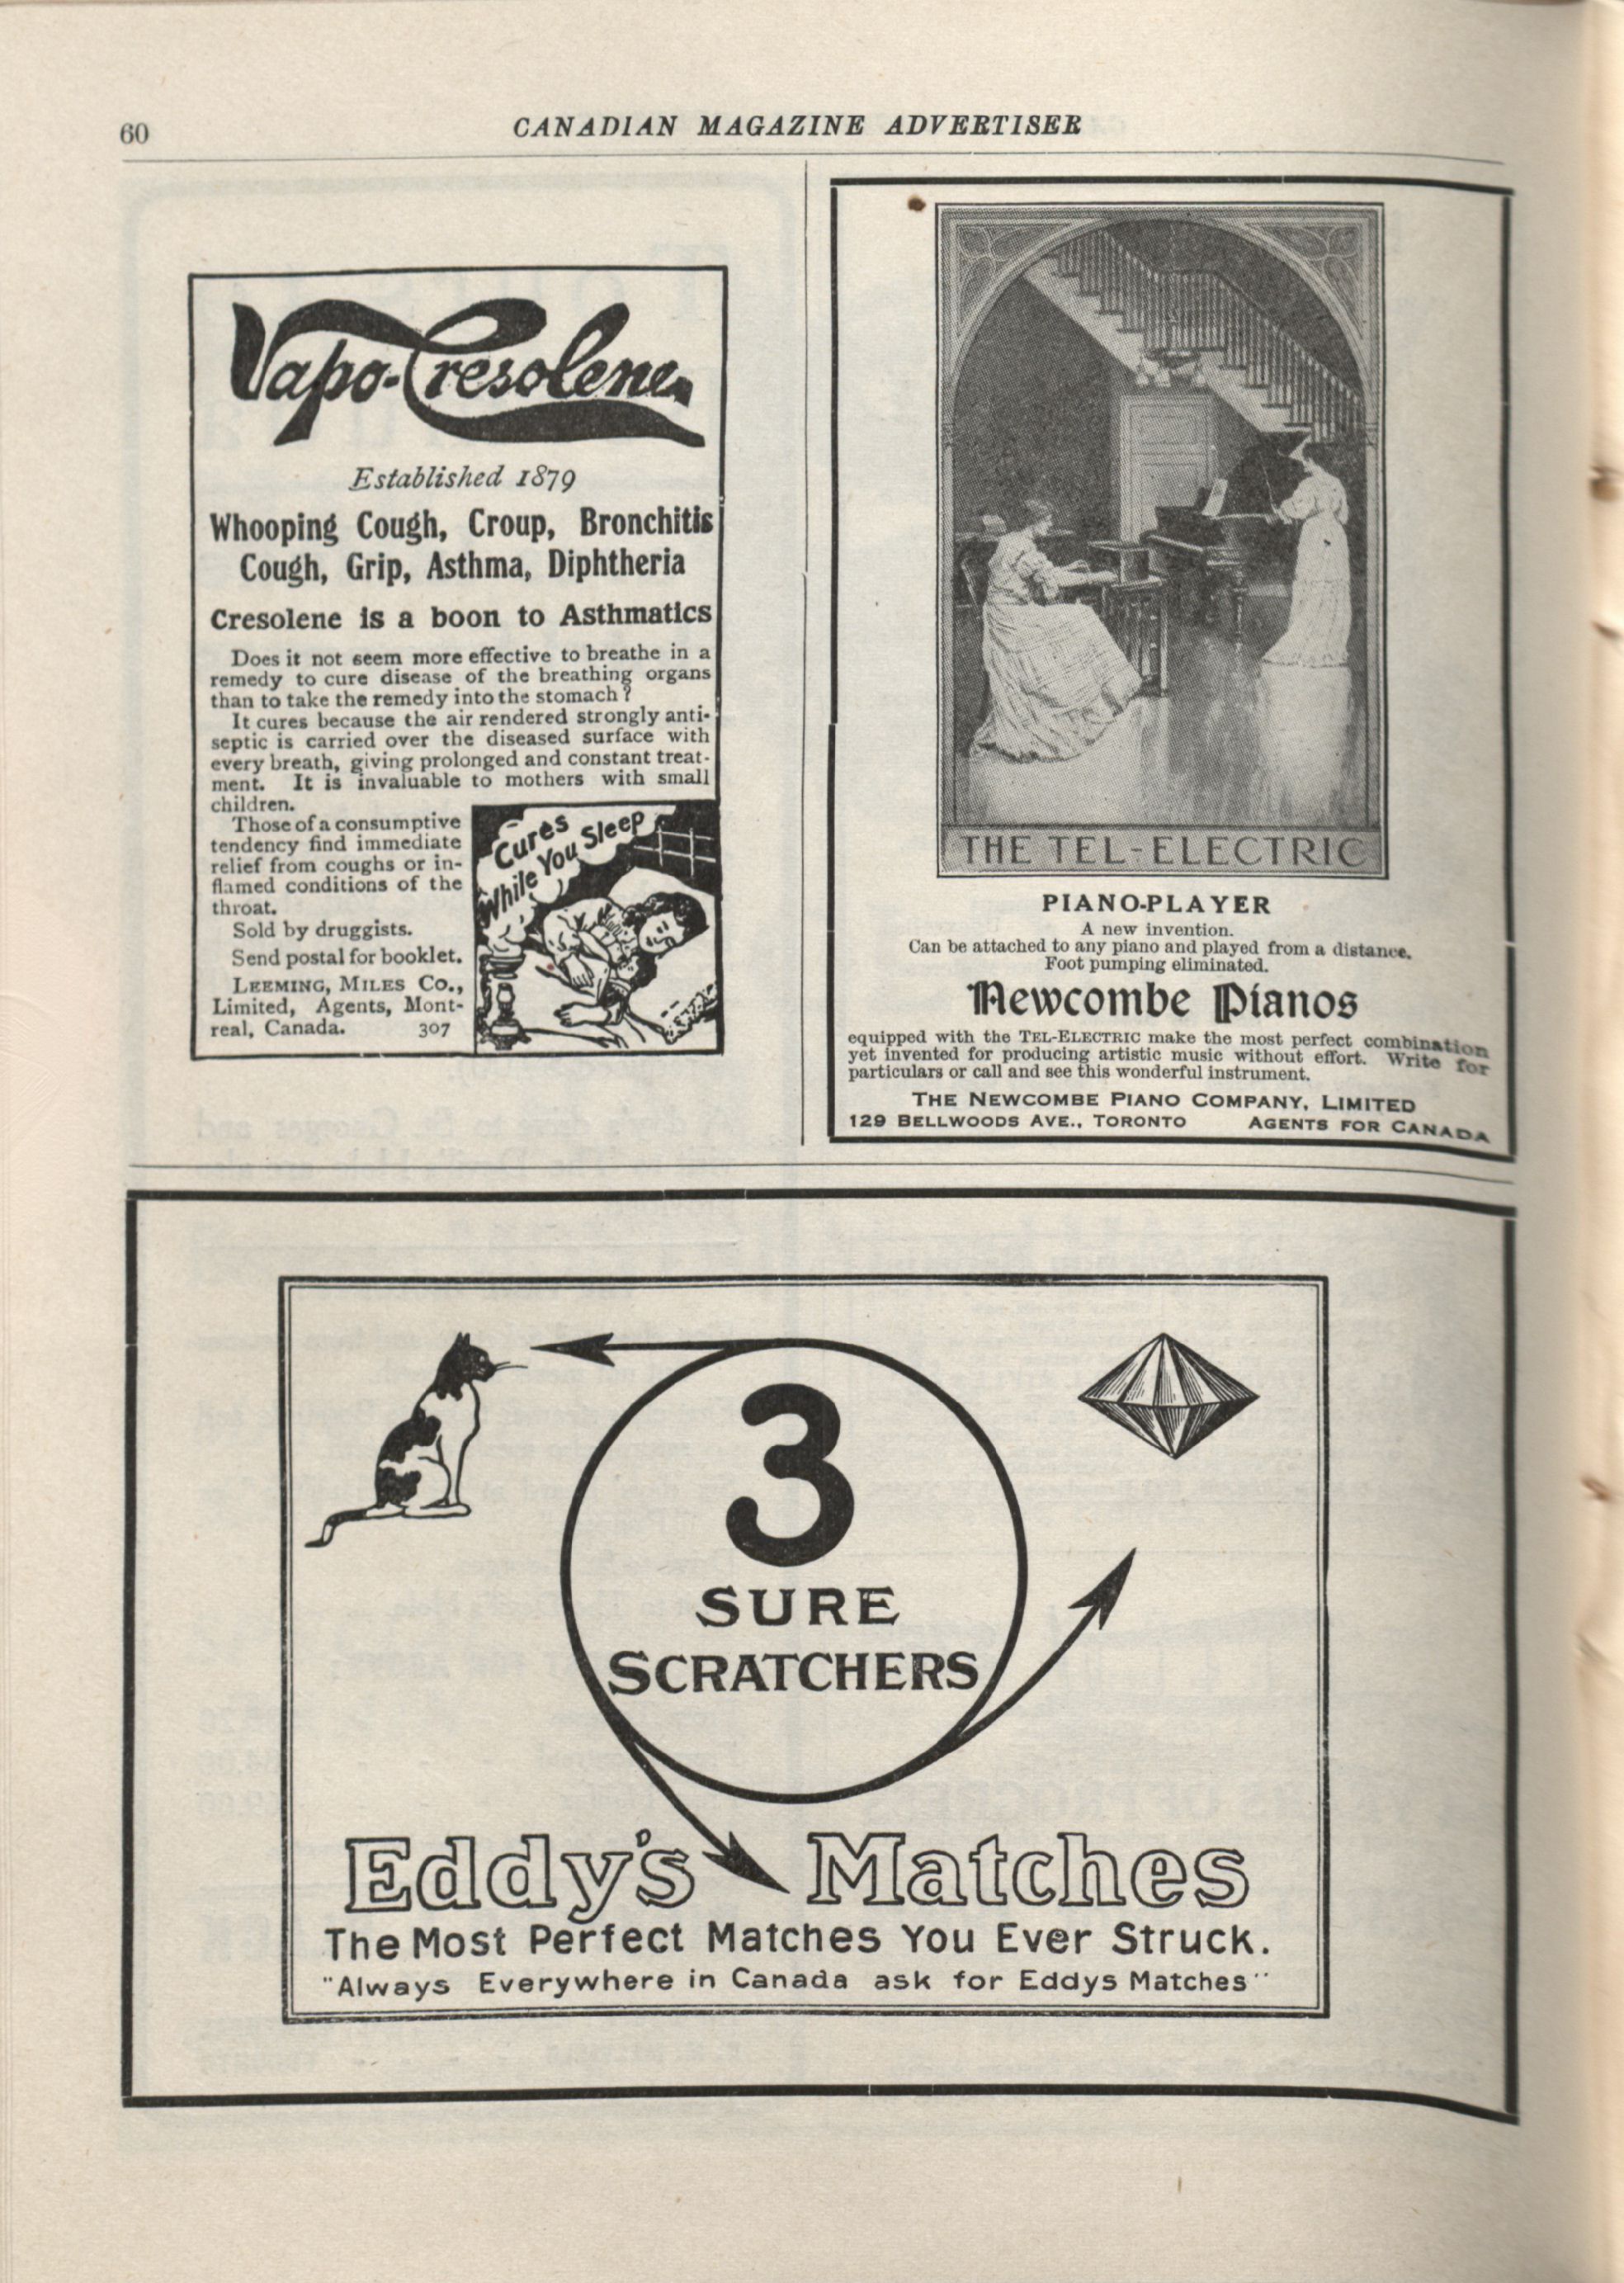 60
CANADIAN MAGAZINE ADVERTISER
Vapo-Cresolene
Established 1879
Whooping Cough, Croup, Bronchitis
Cough, Grip, Asthma, Diphtheria
Cresolene is a boon to Asthmatics
Does it not seem more effective to breathe in a
remedy to cure disease of the breathing organs
than to take the remedy into the stomach?
It cures because the air rendered strongly anti-
septic is carried over the diseased surface with
every breath, giving prolonged and constant treat-
ment. It is invaluable to mothers with small
children.
Those of a consumptive
tendency find immediate
relief from coughs or in-
flamed conditions of the
throat.
Sold by druggists.
Send postal for booklet.
LEEMING, MILES CO.,
Limited, Agents, Mont-
real, Canada. 307
Cures
While You Sleep
THE TEL-ELECTRIC
PIANO-PLAYER
A new invention.
Can be attached to any piano and played from a distance.
Foot pumping eliminated.
Newcombe Pianos
equipped with the TEL-ELECTRIC make the most perfect combination
yet invented for producing artistic music without effort. Write for
particulars or call and see this wonderful instrument.
THE NEWCOMBE PIANO COMPANY, LIMITED
129 BELLWOODS AVE., TORONTO AGENTS FOR CANADA
3
SURE
SCRATCHERS
Eddy's Matches
The Most Perfect Matches You Ever Struck.
"Always Everywhere in Canada ask for Eddys Matches"